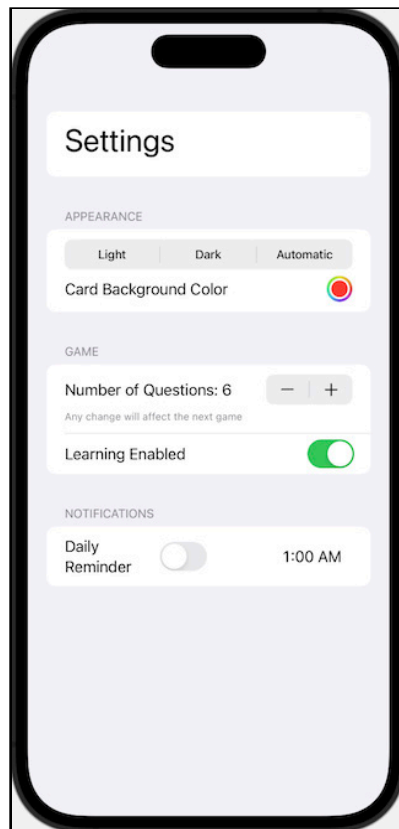 Settings
APPEARANCE
Light Dark Automatic
Card Background Color
GAME
Number of Questions: 6 − +
Any change will affect the next game
Learning Enabled
NOTIFICATIONS
Daily
Reminder
1:00 AM